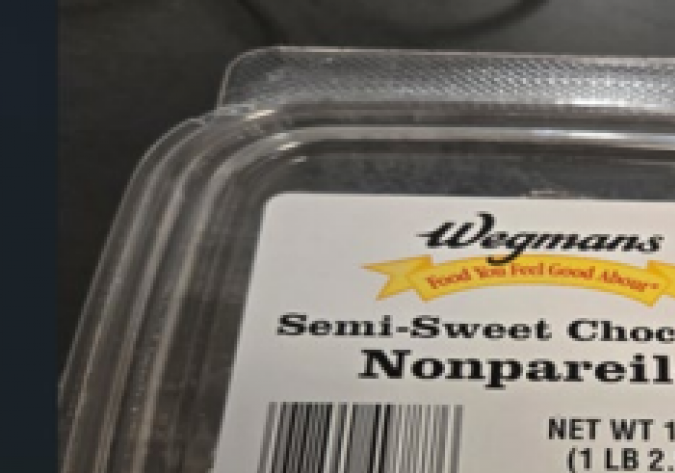 Wegmans
Food You Feel Good About
Semi-Sweet Choc
Nonpareil
NET WT 1
(1 LB 2.